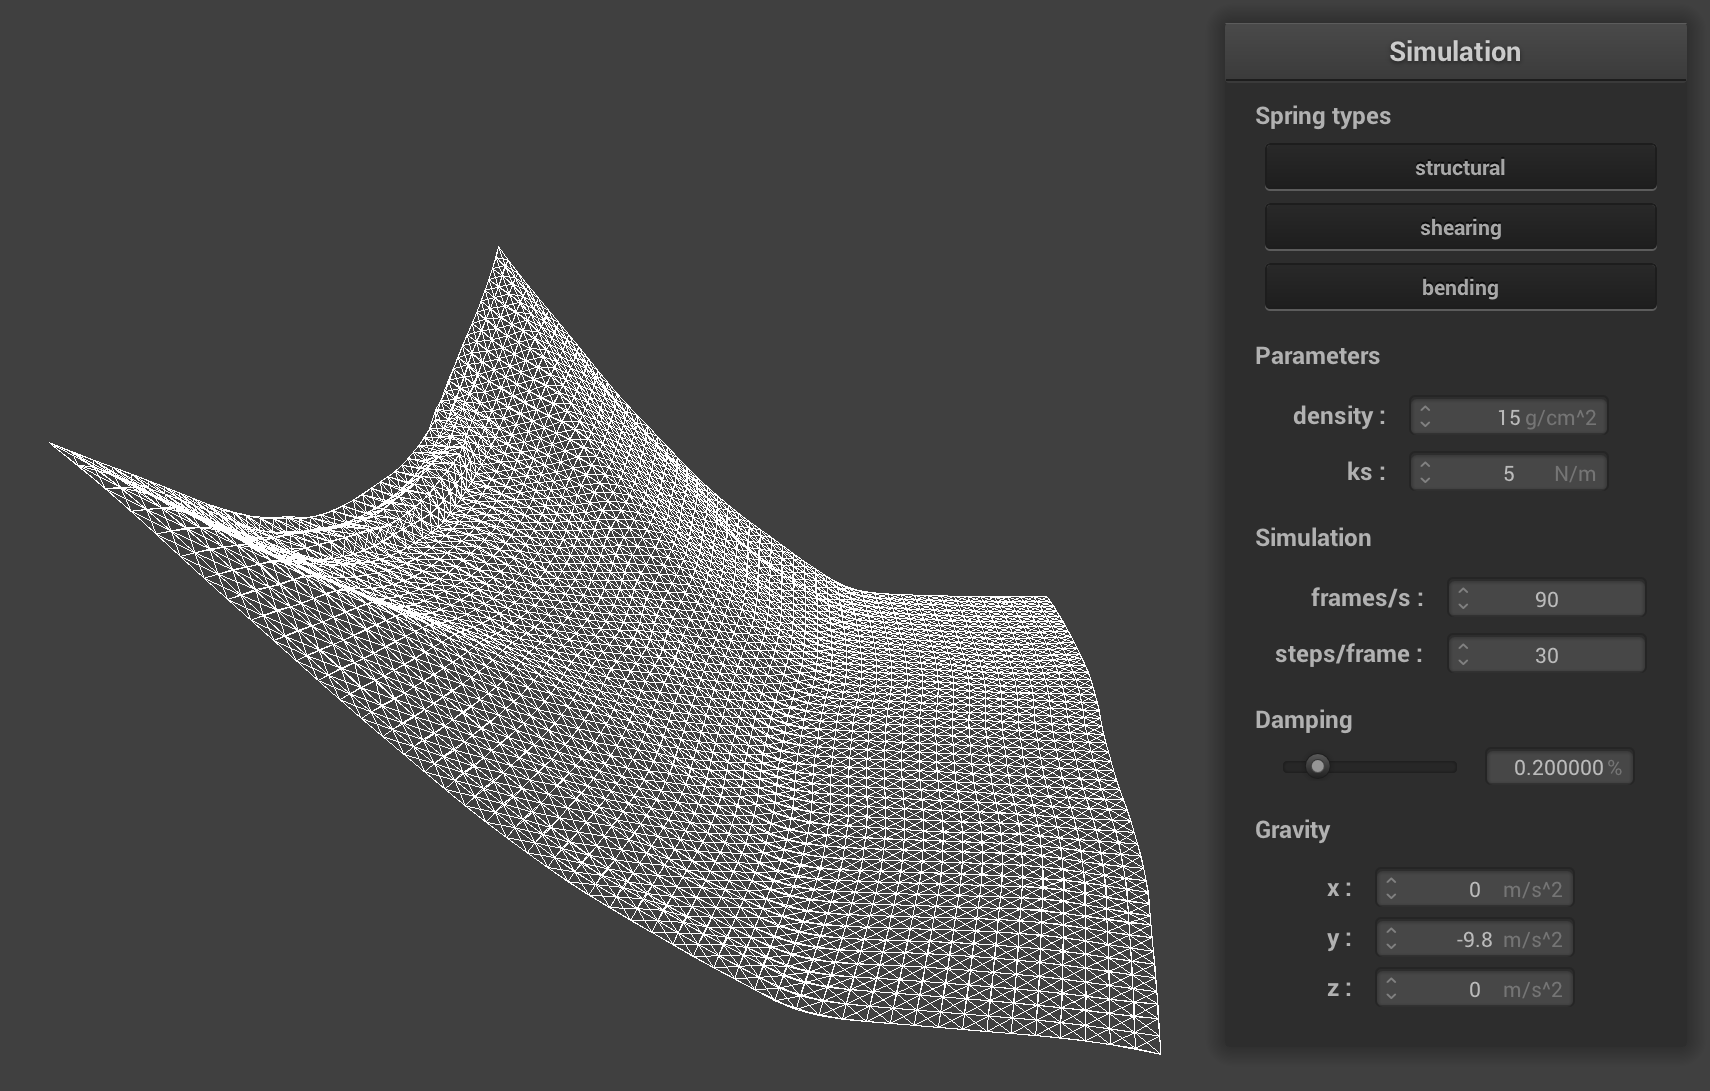 Simulation
Spring types
structural
shearing
bending
Parameters
density : 15 g/cm^2
ks : 5 N/m
Simulation
frames/s : 90
steps/frame : 30
Damping
0.200000 %
Gravity
x : 0 m/s^2
y : -9.8 m/s^2
z : 0 m/s^2